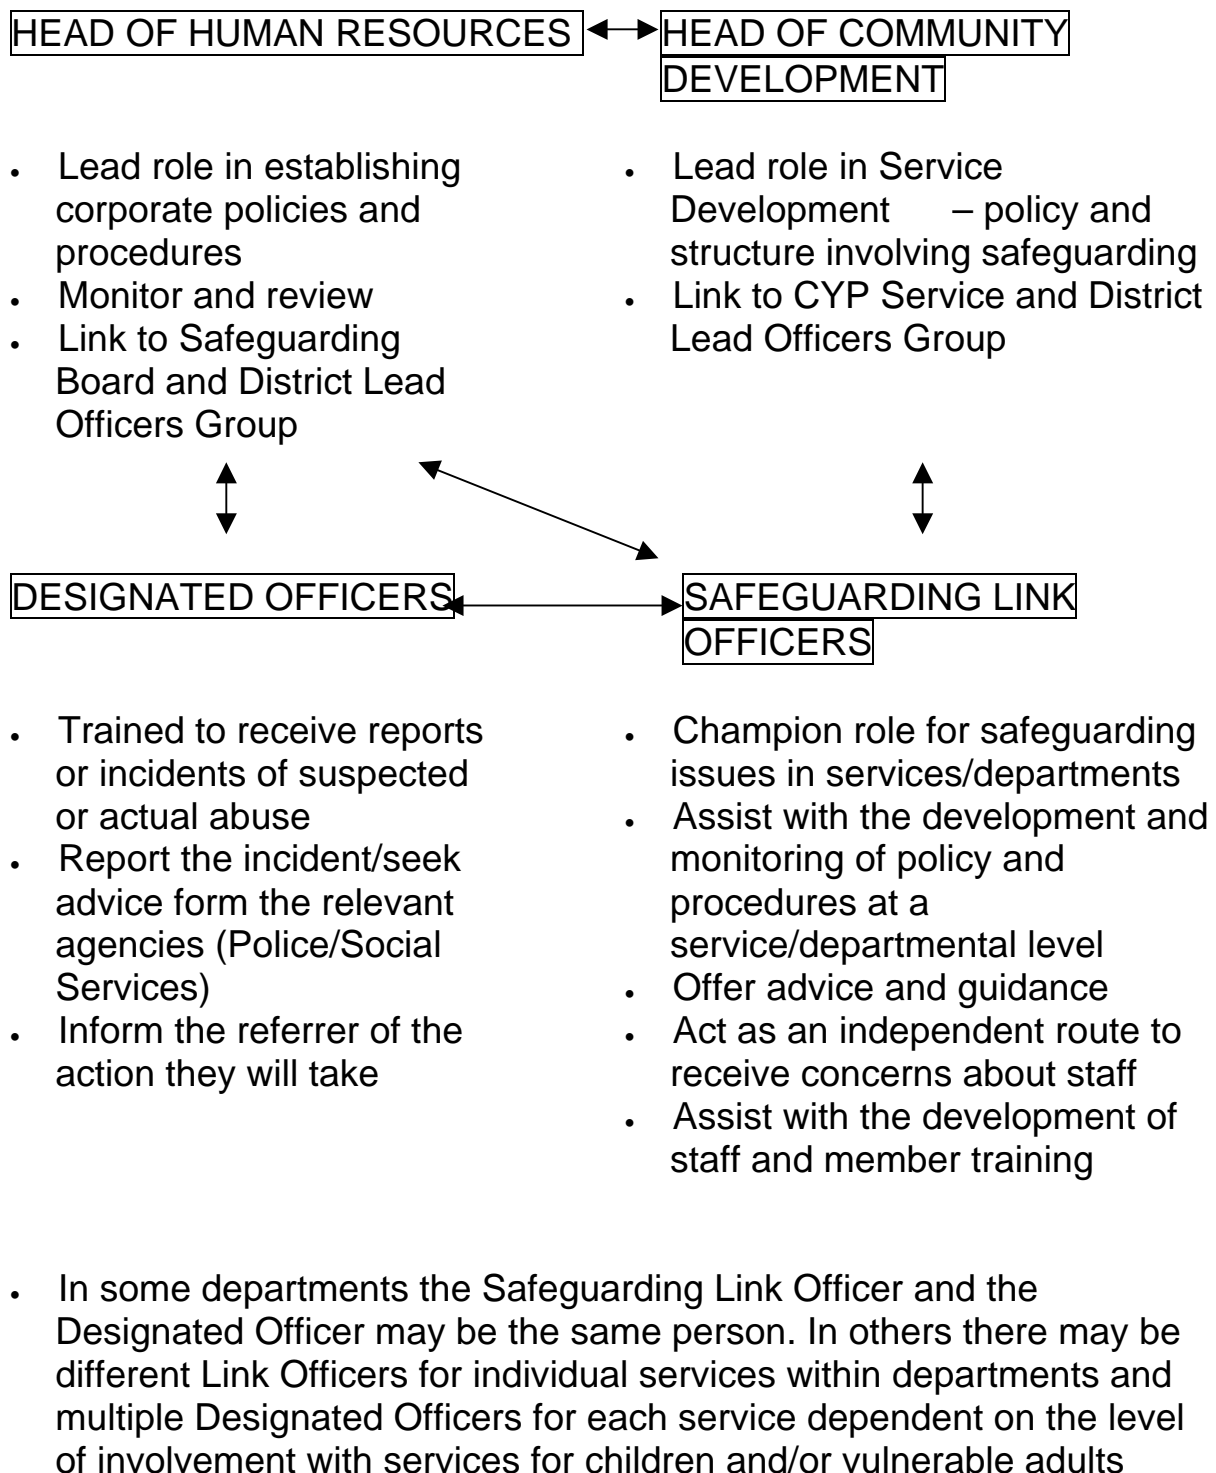 HEAD OF HUMAN RESOURCES
HEAD OF COMMUNITY
DEVELOPMENT
• Lead role in establishing
corporate policies and
procedures
• Monitor and review
• Link to Safeguarding
Board and District Lead
Officers Group
• Lead role in Service
Development – policy and
structure involving safeguarding
• Link to CYP Service and District
Lead Officers Group
DESIGNATED OFFICERS
SAFEGUARDING LINK
OFFICERS
• Trained to receive reports
or incidents of suspected
or actual abuse
• Report the incident/seek
advice form the relevant
agencies (Police/Social
Services)
• Inform the referrer of the
action they will take
• Champion role for safeguarding
issues in services/departments
• Assist with the development and
monitoring of policy and
procedures at a
service/departmental level
• Offer advice and guidance
• Act as an independent route to
receive concerns about staff
• Assist with the development of
staff and member training
• In some departments the Safeguarding Link Officer and the
Designated Officer may be the same person. In others there may be
different Link Officers for individual services within departments and
multiple Designated Officers for each service dependent on the level
of involvement with services for children and/or vulnerable adults